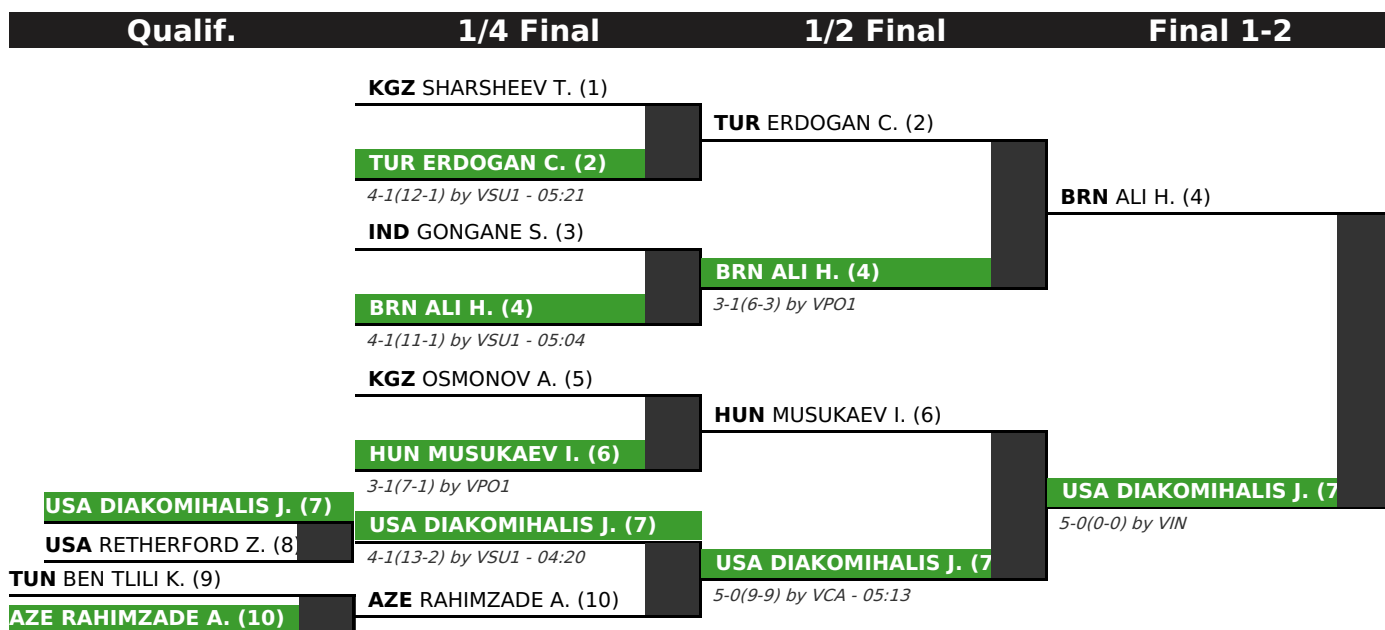 Qualif. 1/4 Final 1/2 Final Final 1-2
KGZ SHARSHEEV T. (1)
TUR ERDOGAN C. (2)
TUR ERDOGAN C. (2)
4-1(12-1) by VSU1 - 05:21
BRN ALI H. (4)
IND GONGANE S. (3)
BRN ALI H. (4)
BRN ALI H. (4)
3-1(6-3) by VPO1
4-1(11-1) by VSU1 - 05:04
KGZ OSMONOV A. (5)
HUN MUSUKAEV I. (6)
HUN MUSUKAEV I. (6)
3-1(7-1) by VPO1
USA DIAKOMIHALIS J. (7
5-0(0-0) by VIN
USA DIAKOMIHALIS J. (7)
USA DIAKOMIHALIS J. (7)
USA RETHERFORD Z. (8)
4-1(13-2) by VSU1 - 04:20
USA DIAKOMIHALIS J. (7
5-0(9-9) by VCA - 05:13
TUN BEN TLILI K. (9)
AZE RAHIMZADE A. (10)
AZE RAHIMZADE A. (10)